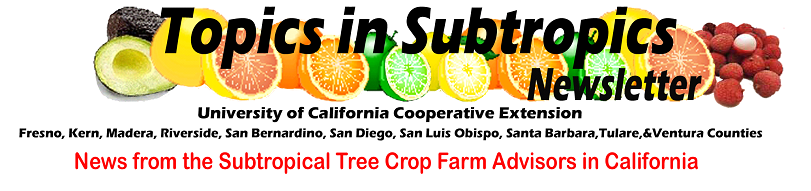 Topics in Subtropics
Newsletter
University of California Cooperative Extension
Fresno, Kern, Madera, Riverside, San Bernardino, San Diego, San Luis Obispo, Santa Barbara,Tulare,&Ventura Counties
News from the Subtropical Tree Crop Farm Advisors in California